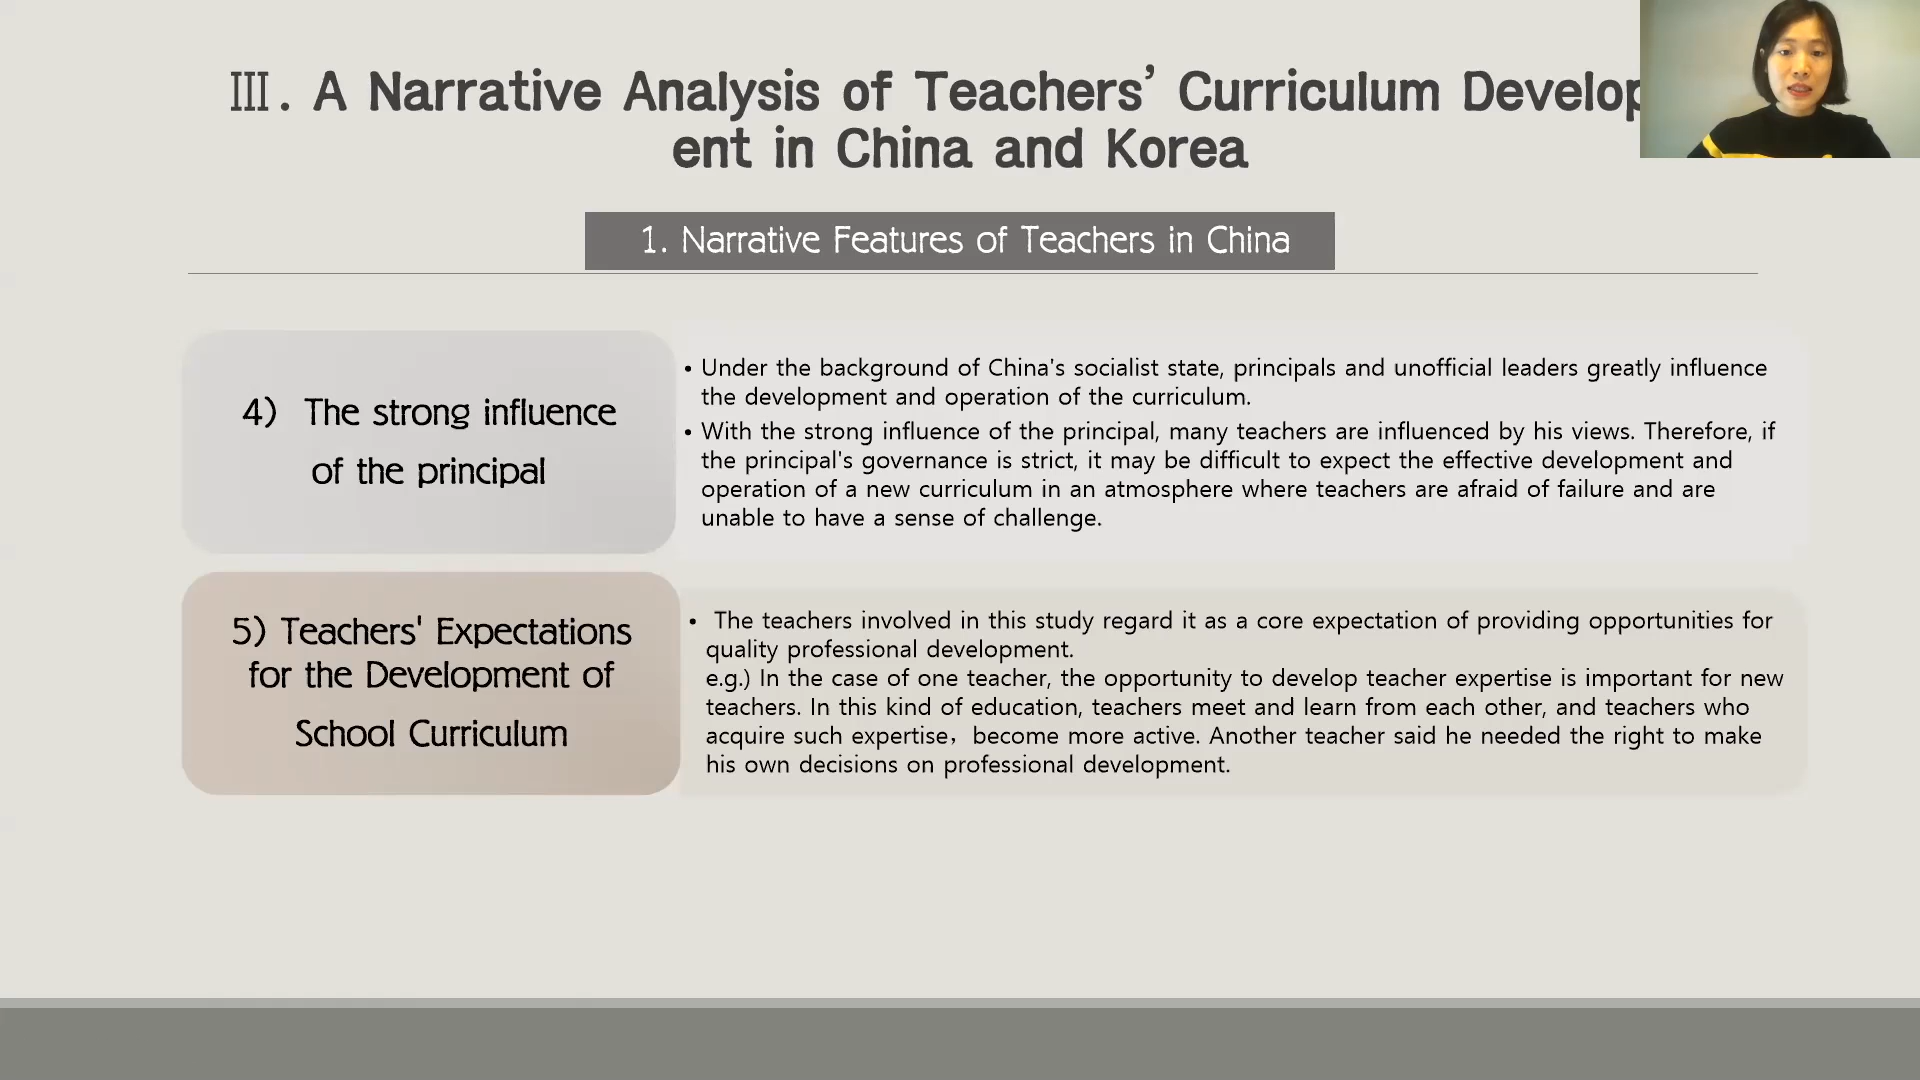 Ⅲ. A Narrative Analysis of Teachers’ Curriculum Develop
ent in China and Korea
1. Narrative Features of Teachers in China
4) The strong influence
of the principal
• Under the background of China's socialist state, principals and unofficial leaders greatly influence
the development and operation of the curriculum.
• With the strong influence of the principal, many teachers are influenced by his views. Therefore, if
the principal's governance is strict, it may be difficult to expect the effective development and
operation of a new curriculum in an atmosphere where teachers are afraid of failure and are
unable to have a sense of challenge.
5) Teachers' Expectations
for the Development of
School Curriculum
• The teachers involved in this study regard it as a core expectation of providing opportunities for
quality professional development.
e.g.) In the case of one teacher, the opportunity to develop teacher expertise is important for new
teachers. In this kind of education, teachers meet and learn from each other, and teachers who
acquire such expertise，become more active. Another teacher said he needed the right to make
his own decisions on professional development.